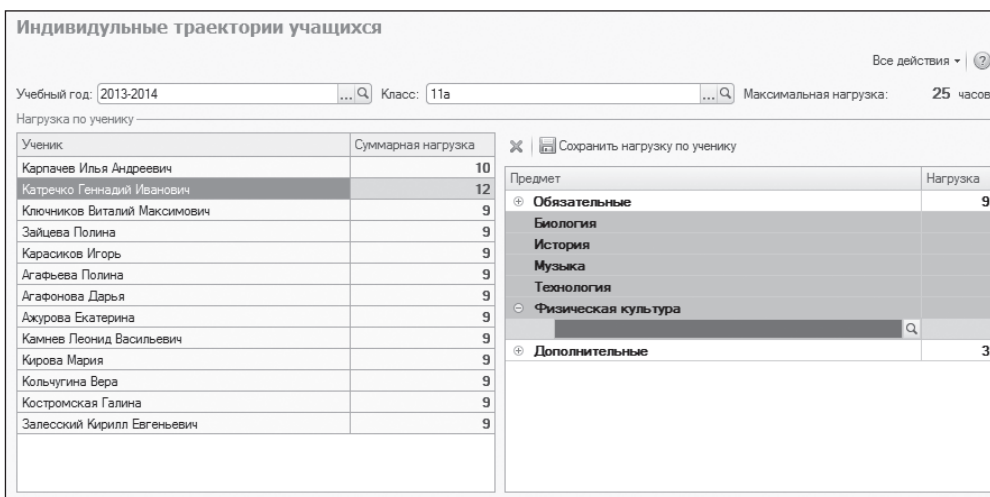 Индивидульные траектории учащихся
Все действия
Учебный год: 2013-2014 ... Класс: 11а ... Максимальная нагрузка: 25 часов
Нагрузка по ученику
Ученик Суммарная нагрузка
Карпачев Илья Андреевич 10
Катречко Геннадий Иванович 12
Ключников Виталий Максимович 9
Зайцева Полина 9
Карасиков Игорь 9
Агафьева Полина 9
Агафонова Дарья 9
Ажурова Екатерина 9
Камнев Леонид Васильевич 9
Кирова Мария 9
Кольчугина Вера 9
Костромская Галина 9
Залесский Кирилл Евгеньевич 9
Сохранить нагрузку по ученику
Предмет Нагрузка
Обязательные 9
Биология
История
Музыка
Технология
Физическая культура
Дополнительные 3